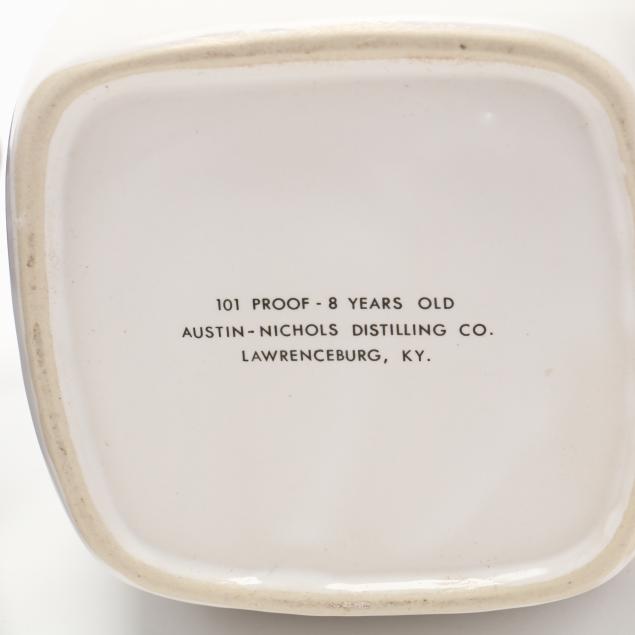 101 PROOF - 8 YEARS OLD
AUSTIN-NICHOLS DISTILLING CO.
LAWRENCEBURG, KY.